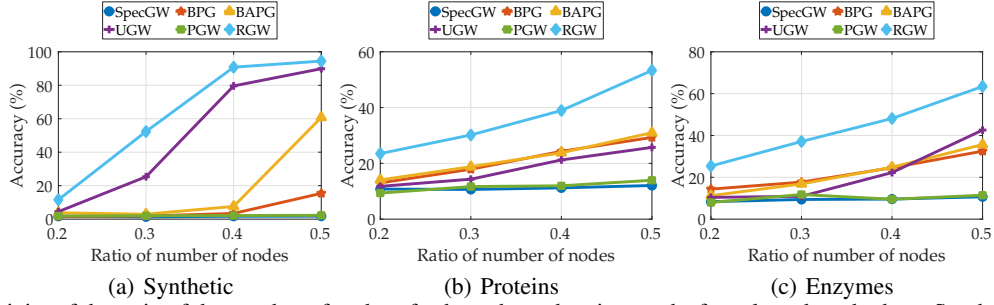 SpecGW BPG BAPG
UGW PGW RGW
100
80
60
40
20
0
Accuracy (%)
0.2 0.3 0.4 0.5
Ratio of number of nodes
(a) Synthetic
SpecGW BPG BAPG
UGW PGW RGW
60
40
20
0
Accuracy (%)
0.2 0.3 0.4 0.5
Ratio of number of nodes
(b) Proteins
SpecGW BPG BAPG
UGW PGW RGW
80
60
40
20
0
Accuracy (%)
0.2 0.3 0.4 0.5
Ratio of number of nodes
(c) Enzymes